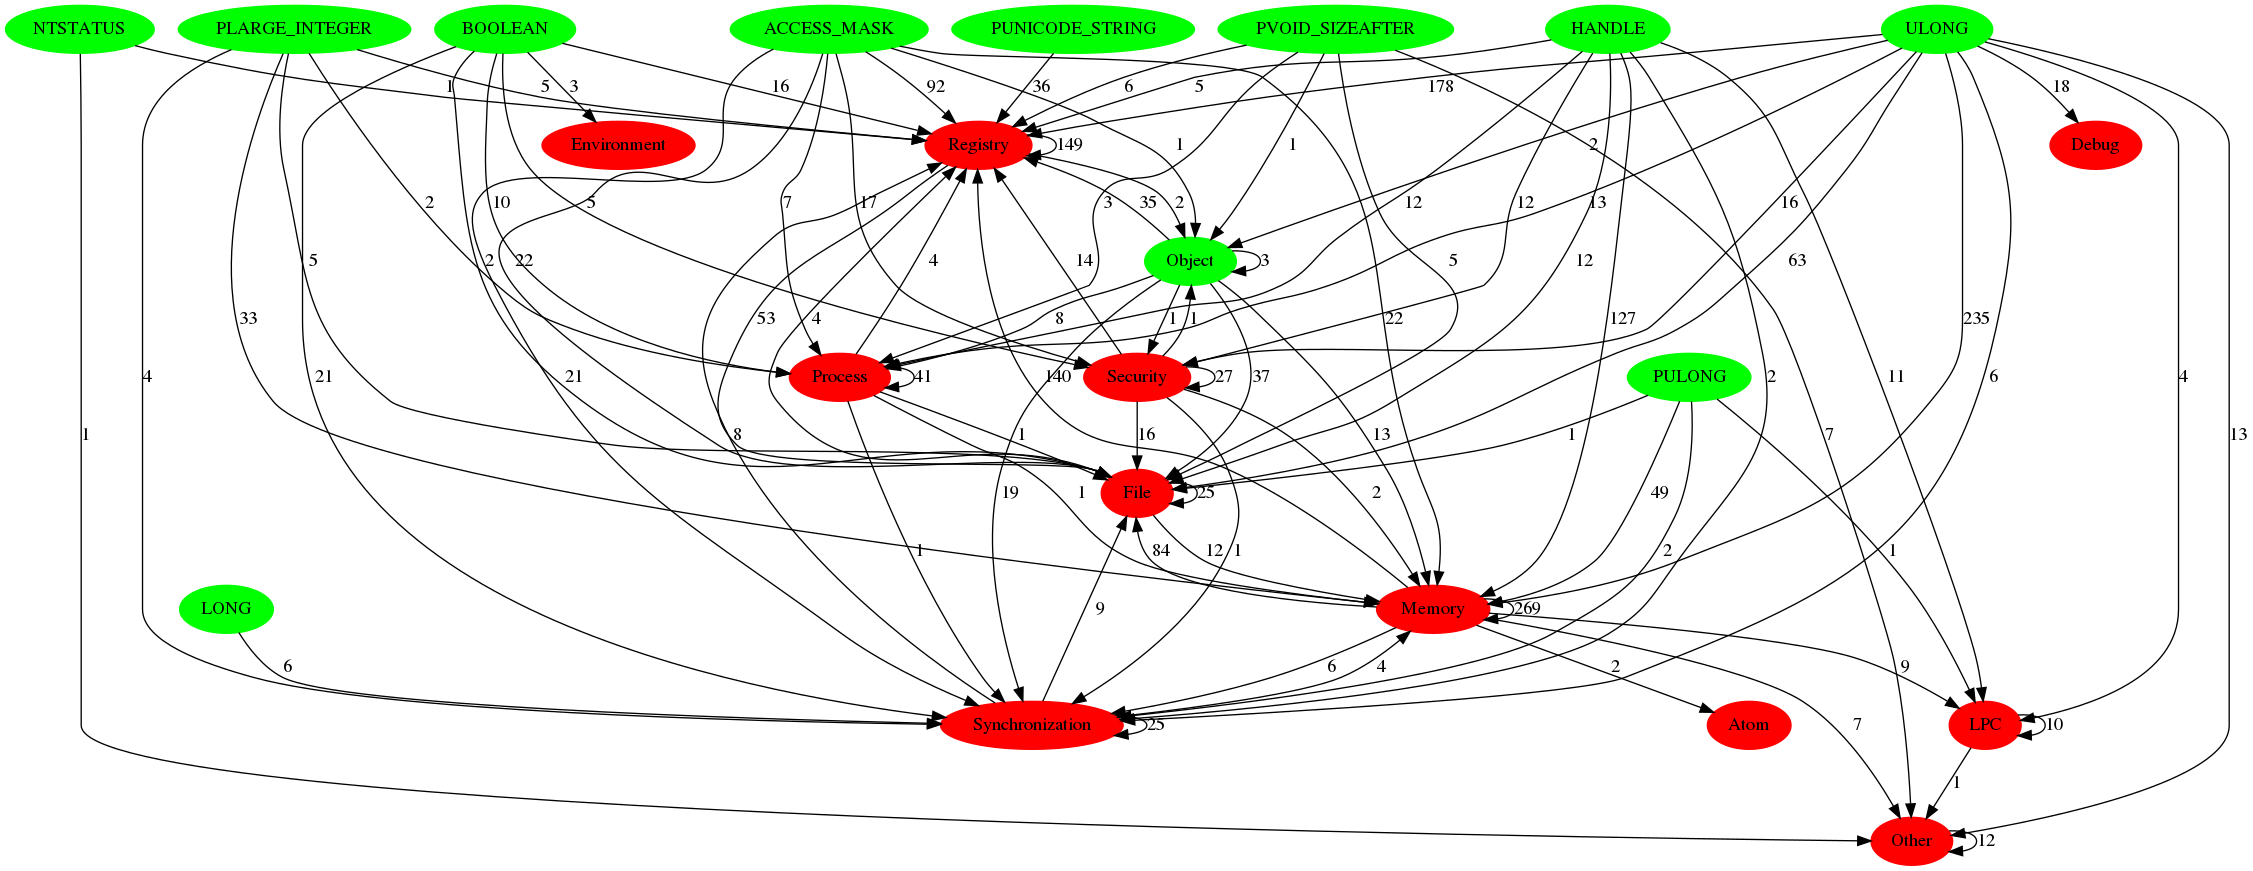 NTSTATUS PLARGE_INTEGER BOOLEAN ACCESS_MASK PUNICODE_STRING PVOID_SIZEAFTER HANDLE ULONG
1 5 3 16 92 36 6 5 178 18
Environment Registry 149 1 1 2 Debug
2 10 5 7 17 35 2 3 12 12 13 16
5 2 22 4 14 Object 3 5 12 63
33 53 4 8 1 1 22 127 235 6
4 21 21 Process 41 Security 27 37 140 PULONG 2 11 4
1 8 19 1 16 13 1 7 13
File 25 2 49
1 1 9 84 12 1 2 1
LONG Memory 269
6 6 4 2 9
Synchronization 25 Atom 7 LPC 10
1
Other 12